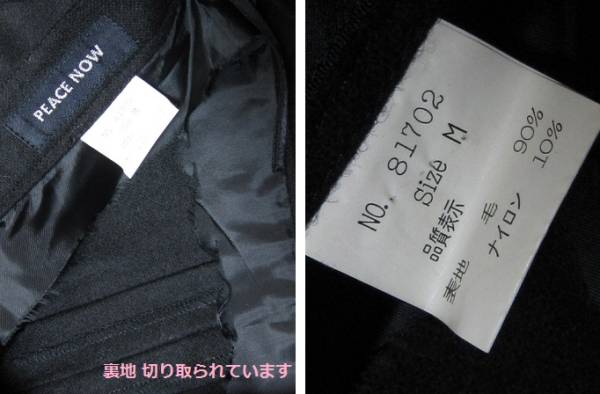 PEACE NOW
裏地 切り取られています
NO. 81702
Size M
品質表示
表地 毛 90%
ナイロン 10%